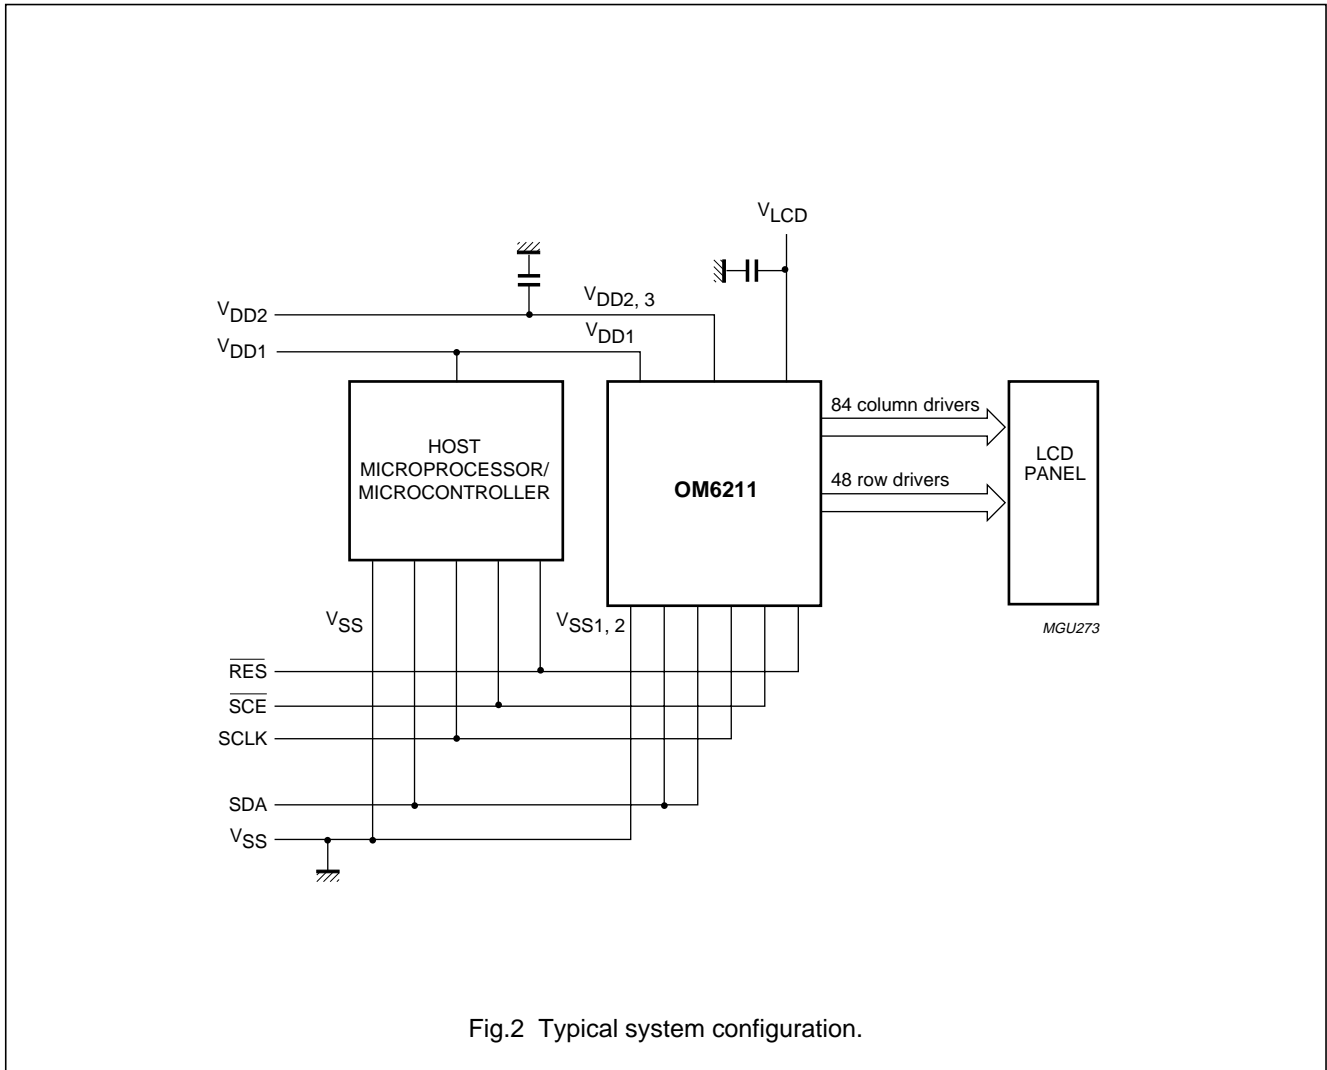 VLCD
VDD2
VDD2, 3
VDD1
VDD1
HOST
MICROPROCESSOR/
MICROCONTROLLER
OM6211
84 column drivers
48 row drivers
LCD
PANEL
MGU273
VSS
VSS1, 2
RES
SCE
SCLK
SDA
VSS
Fig.2 Typical system configuration.